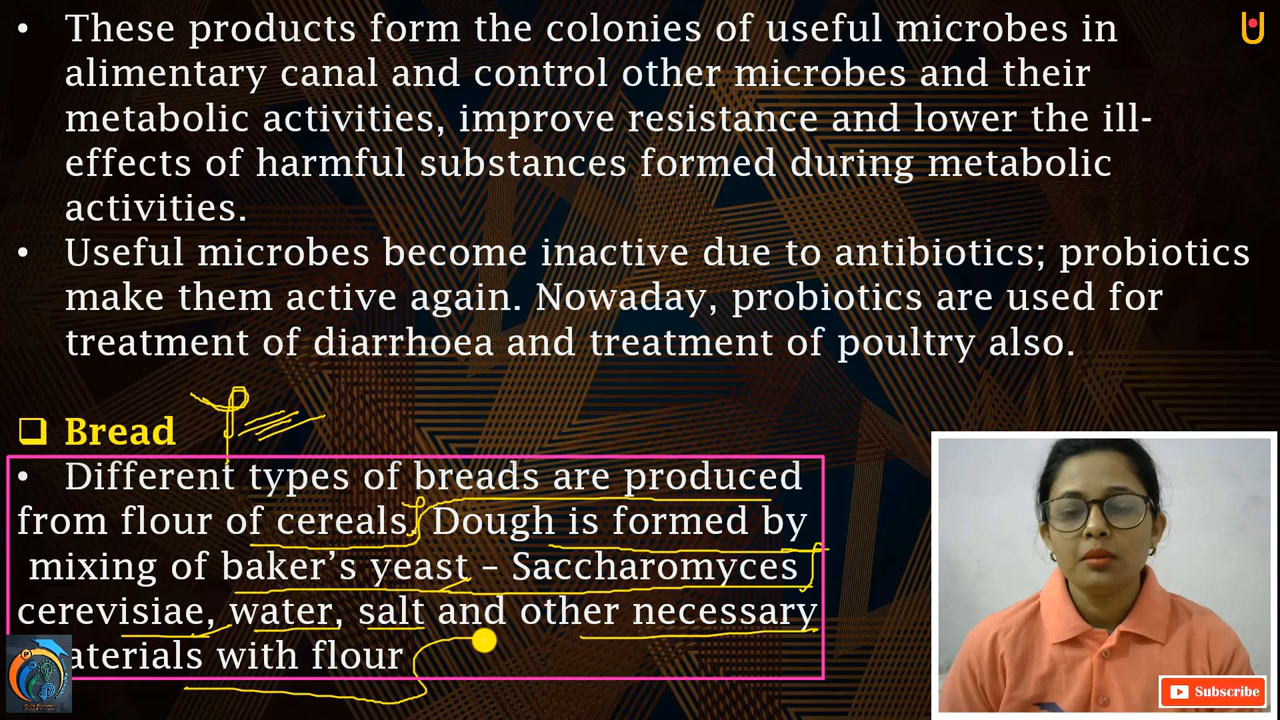 • These products form the colonies of useful microbes in
alimentary canal and control other microbes and their
metabolic activities, improve resistance and lower the ill-
effects of harmful substances formed during metabolic
activities.
• Useful microbes become inactive due to antibiotics; probiotics
make them active again. Nowaday, probiotics are used for
treatment of diarrhoea and treatment of poultry also.
❑ Bread
• Different types of breads are produced
from flour of cereals. Dough is formed by
mixing of baker's yeast – Saccharomyces
cerevisiae, water, salt and other necessary
aterials with flour
Subscribe